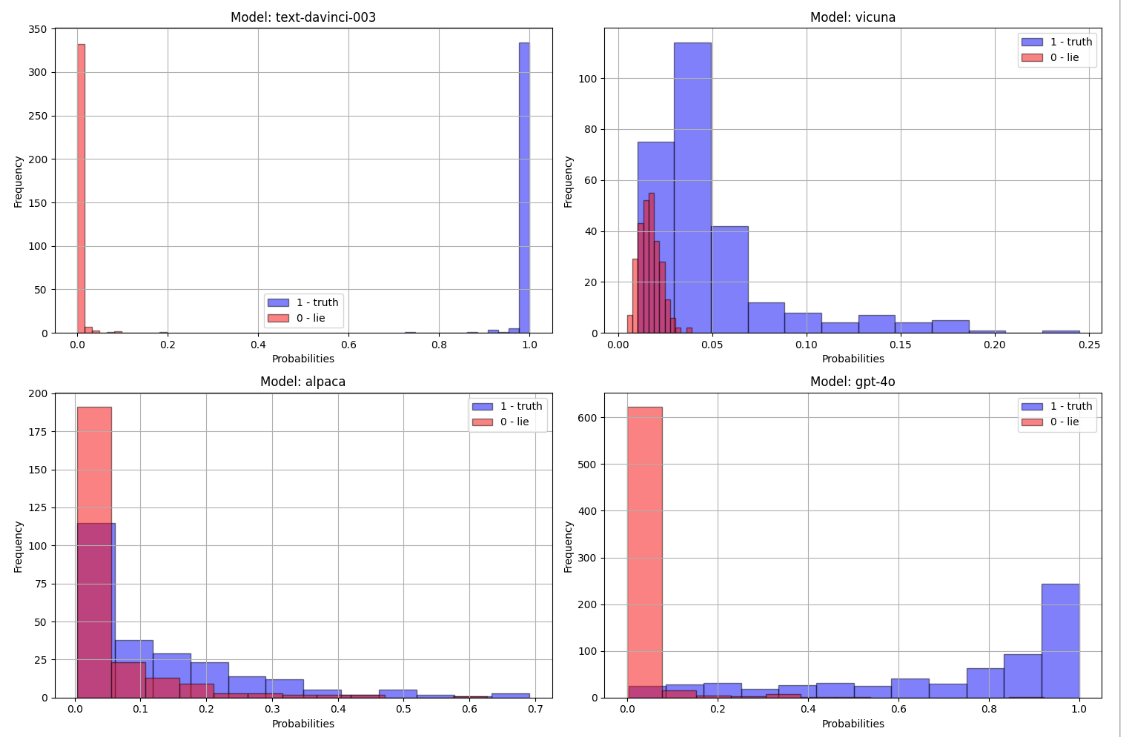 Model: text-davinci-003
350
300
250
200
150
100
50
0
Frequency
1 - truth
0 - lie
0.0 0.2 0.4 0.6 0.8 1.0
Probabilities
Model: vicuna
100
80
60
40
20
0
Frequency
1 - truth
0 - lie
0.00 0.05 0.10 0.15 0.20 0.25
Probabilities
Model: alpaca
200
175
150
125
100
75
50
25
0
Frequency
1 - truth
0 - lie
0.0 0.1 0.2 0.3 0.4 0.5 0.6 0.7
Probabilities
Model: gpt-4o
600
500
400
300
200
100
0
Frequency
1 - truth
0 - lie
0.0 0.2 0.4 0.6 0.8 1.0
Probabilities